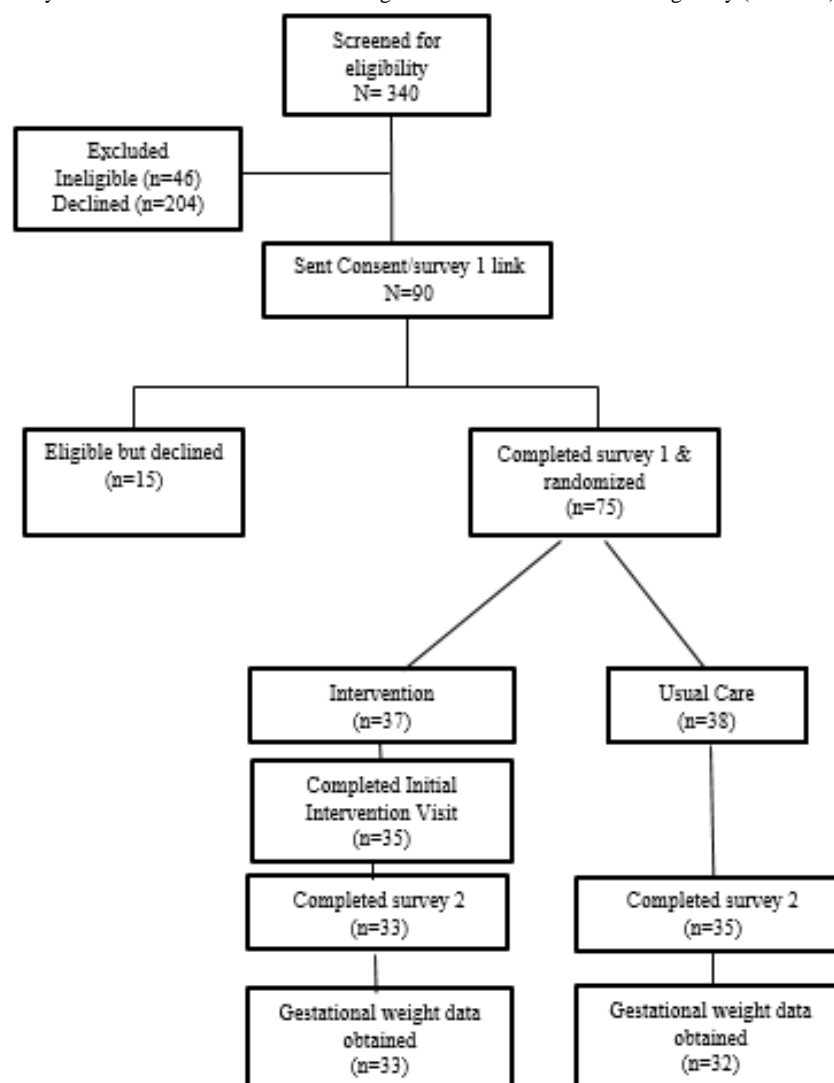 Screened for
eligibility
N= 340
Excluded
Ineligible (n=46)
Declined (n=204)
Sent Consent/survey 1 link
N=90
Eligible but declined
(n=15)
Completed survey 1 &
randomized
(n=75)
Intervention
(n=37)
Usual Care
(n=38)
Completed Initial
Intervention Visit
(n=35)
Completed survey 2
(n=33)
Completed survey 2
(n=35)
Gestational weight data
obtained
(n=33)
Gestational weight data
obtained
(n=32)